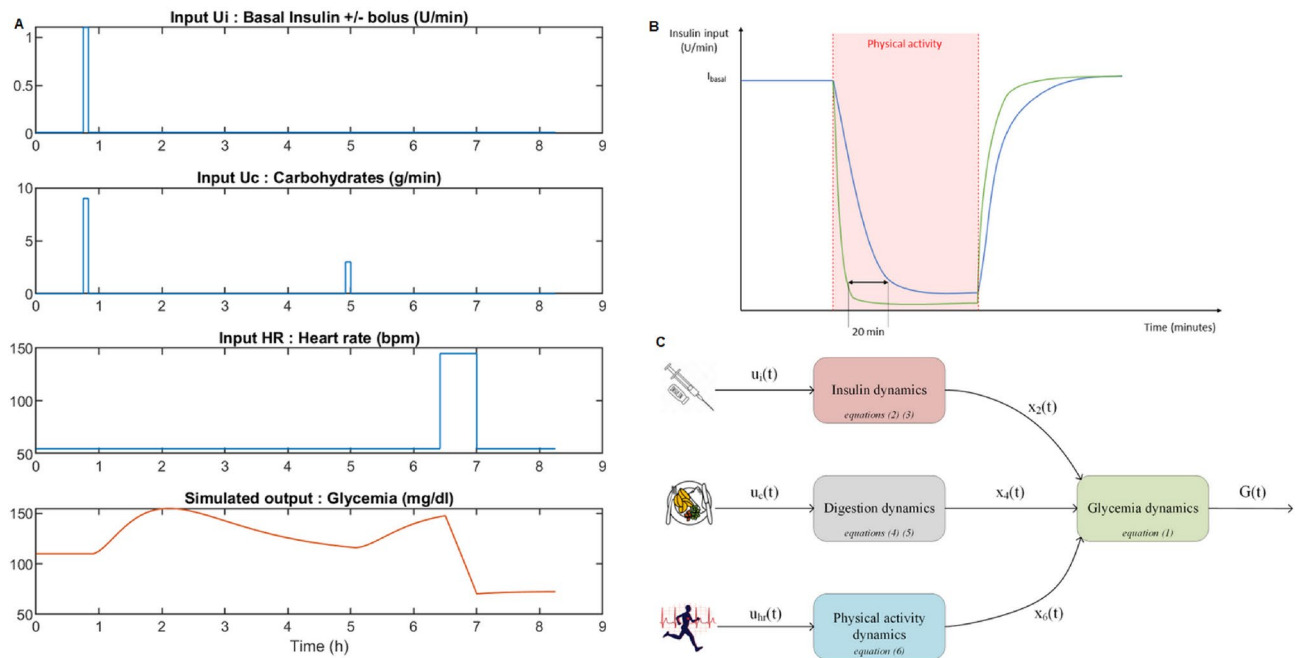 A
Input Ui : Basal Insulin +/- bolus (U/min)
1
0.5
0
0 1 2 3 4 5 6 7 8 9
Input Uc : Carbohydrates (g/min)
10
5
0
0 1 2 3 4 5 6 7 8 9
Input HR : Heart rate (bpm)
150
100
50
0 1 2 3 4 5 6 7 8 9
Simulated output : Glycemia (mg/dl)
150
100
50
0 1 2 3 4 5 6 7 8 9
Time (h)
B
Insulin input
(U/min)
Physical activity
Ibasal
20 min
Time (minutes)
C
ui(t)
Insulin dynamics
equations (2) (3)
x2(t)
uc(t)
Digestion dynamics
equations (4) (5)
x4(t)
Glycemia dynamics
equation (1)
G(t)
uhr(t)
Physical activity
dynamics
equation (6)
x6(t)